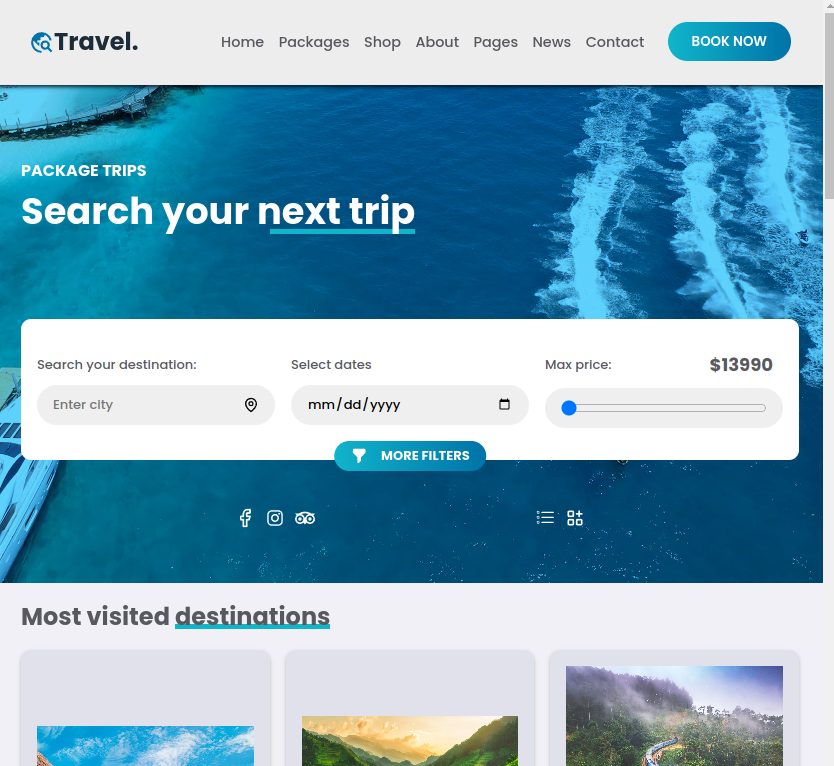 Travel.
Home Packages Shop About Pages News Contact BOOK NOW
PACKAGE TRIPS
Search your next trip
Search your destination: Select dates Max price: $13990
Enter city mm/dd/yyyy
MORE FILTERS
Most visited destinations